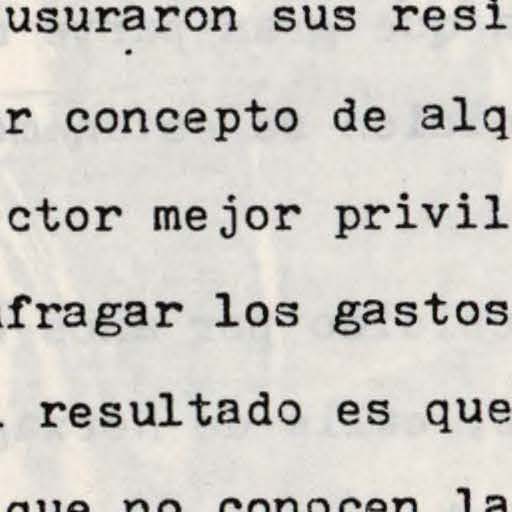 usuraron sus resi
r concepto de alq
ctor mejor privil
fragar los gastos
resultado es que
que no conocen la